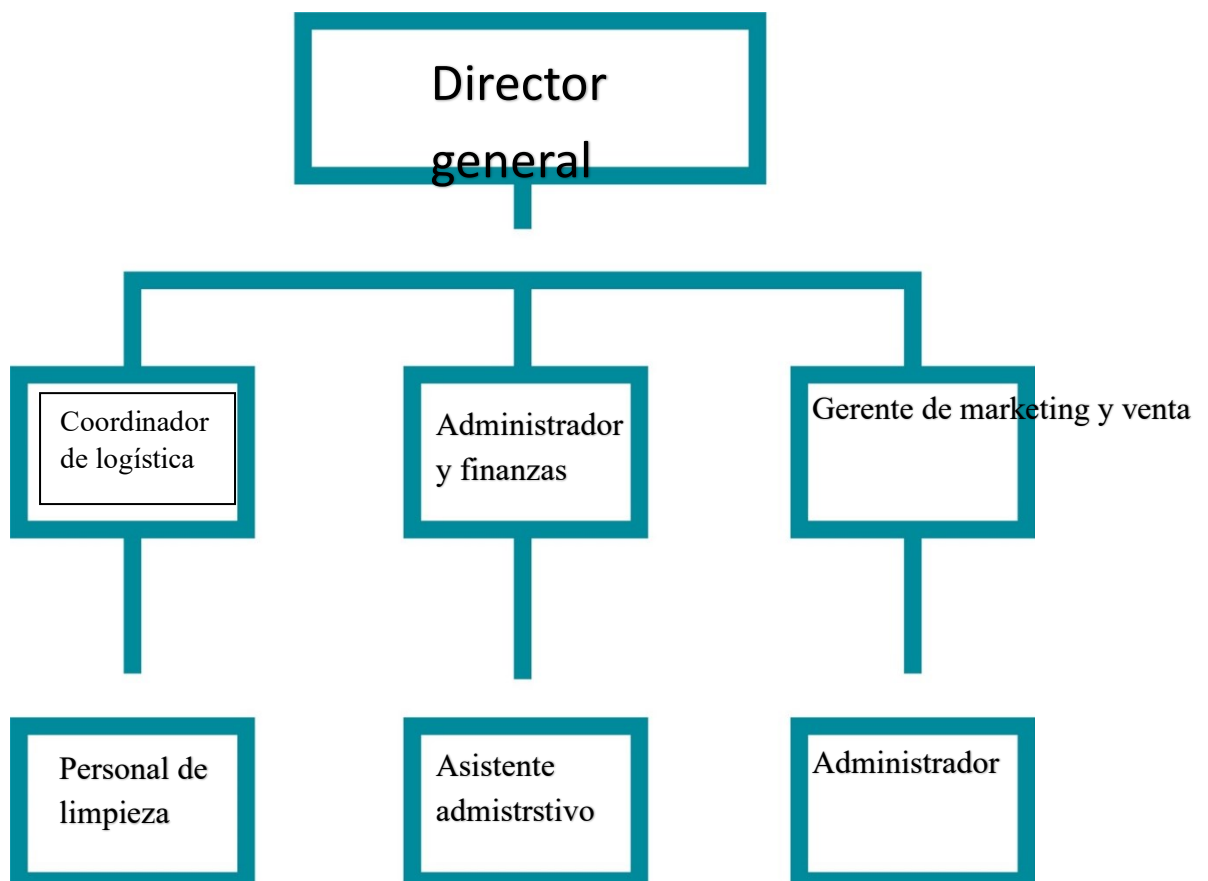 Director
general
Coordinador
de logística
Administrador
y finanzas
Gerente de marketing y venta
Personal de
limpieza
Asistente
admistrstivo
Administrador